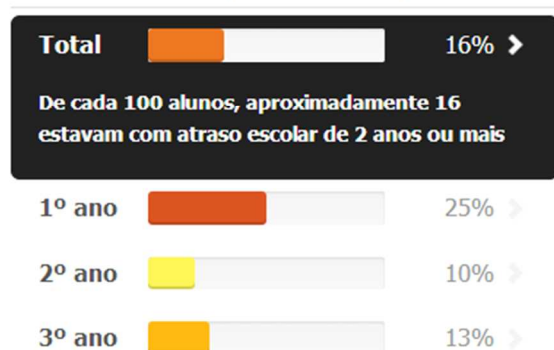 Total 16%
De cada 100 alunos, aproximadamente 16
estavam com atraso escolar de 2 anos ou mais
1º ano 25%
2º ano 10%
3º ano 13%